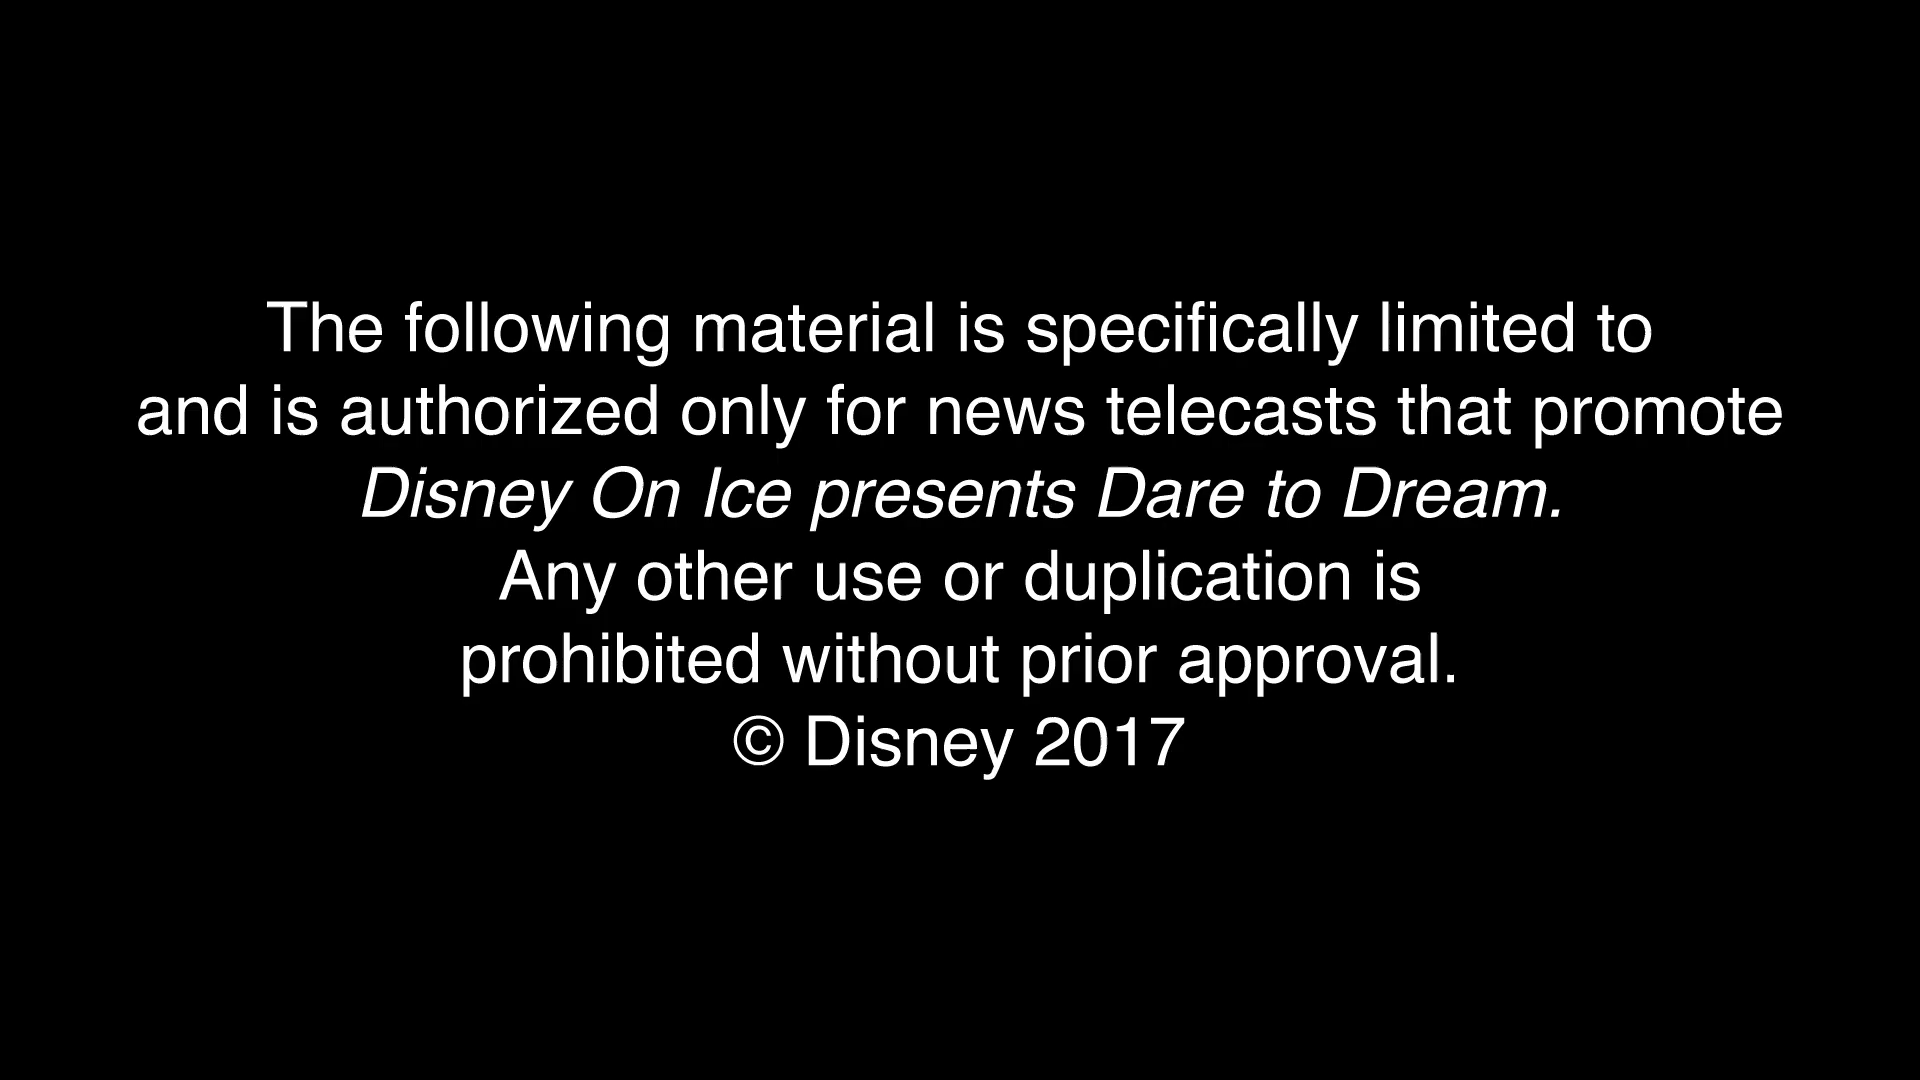 The following material is specifically limited to
and is authorized only for news telecasts that promote
Disney On Ice presents Dare to Dream.
Any other use or duplication is
prohibited without prior approval.
© Disney 2017